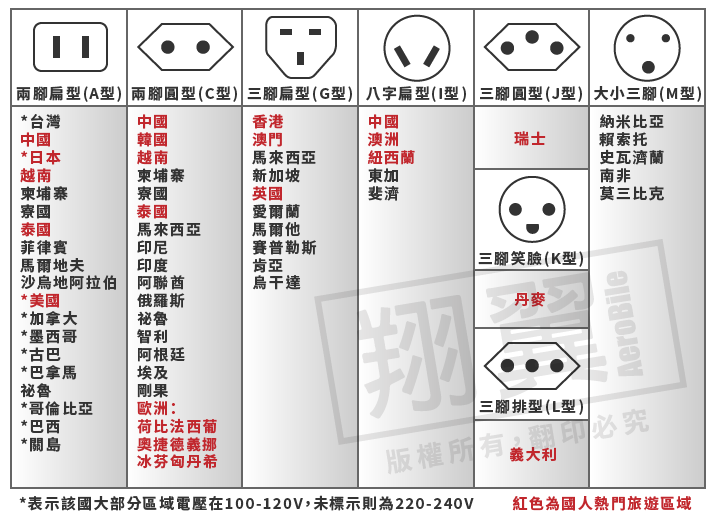 兩腳扁型(A型)
*台灣
中國
*日本
越南
柬埔寨
寮國
泰國
菲律賓
馬爾地夫
沙烏地阿拉伯
*美國
*加拿大
*墨西哥
*古巴
*巴拿馬
祕魯
*哥倫比亞
*巴西
*關島
兩腳圓型(C型)
中國
韓國
越南
柬埔寨
寮國
泰國
馬來西亞
印尼
印度
阿聯酋
俄羅斯
祕魯
智利
阿根廷
埃及
剛果
歐洲:
荷比法西葡
奧捷德義挪
冰芬匈丹希
三腳扁型(G型)
香港
澳門
馬來西亞
新加坡
英國
愛爾蘭
馬爾他
賽普勒斯
肯亞
烏干達
八字扁型(I型)
中國
澳洲
紐西蘭
東加
斐濟
三腳圓型(J型)
瑞士
三腳笑臉(K型)
丹麥
三腳排型(L型)
義大利
大小三腳(M型)
納米比亞
賴索托
史瓦濟蘭
南非
莫三比克
翔翼
AeroBile
版權所有，翻印必究
*表示該國大部分區域電壓在100-120V，未標示則為220-240V
紅色為國人熱門旅遊區域